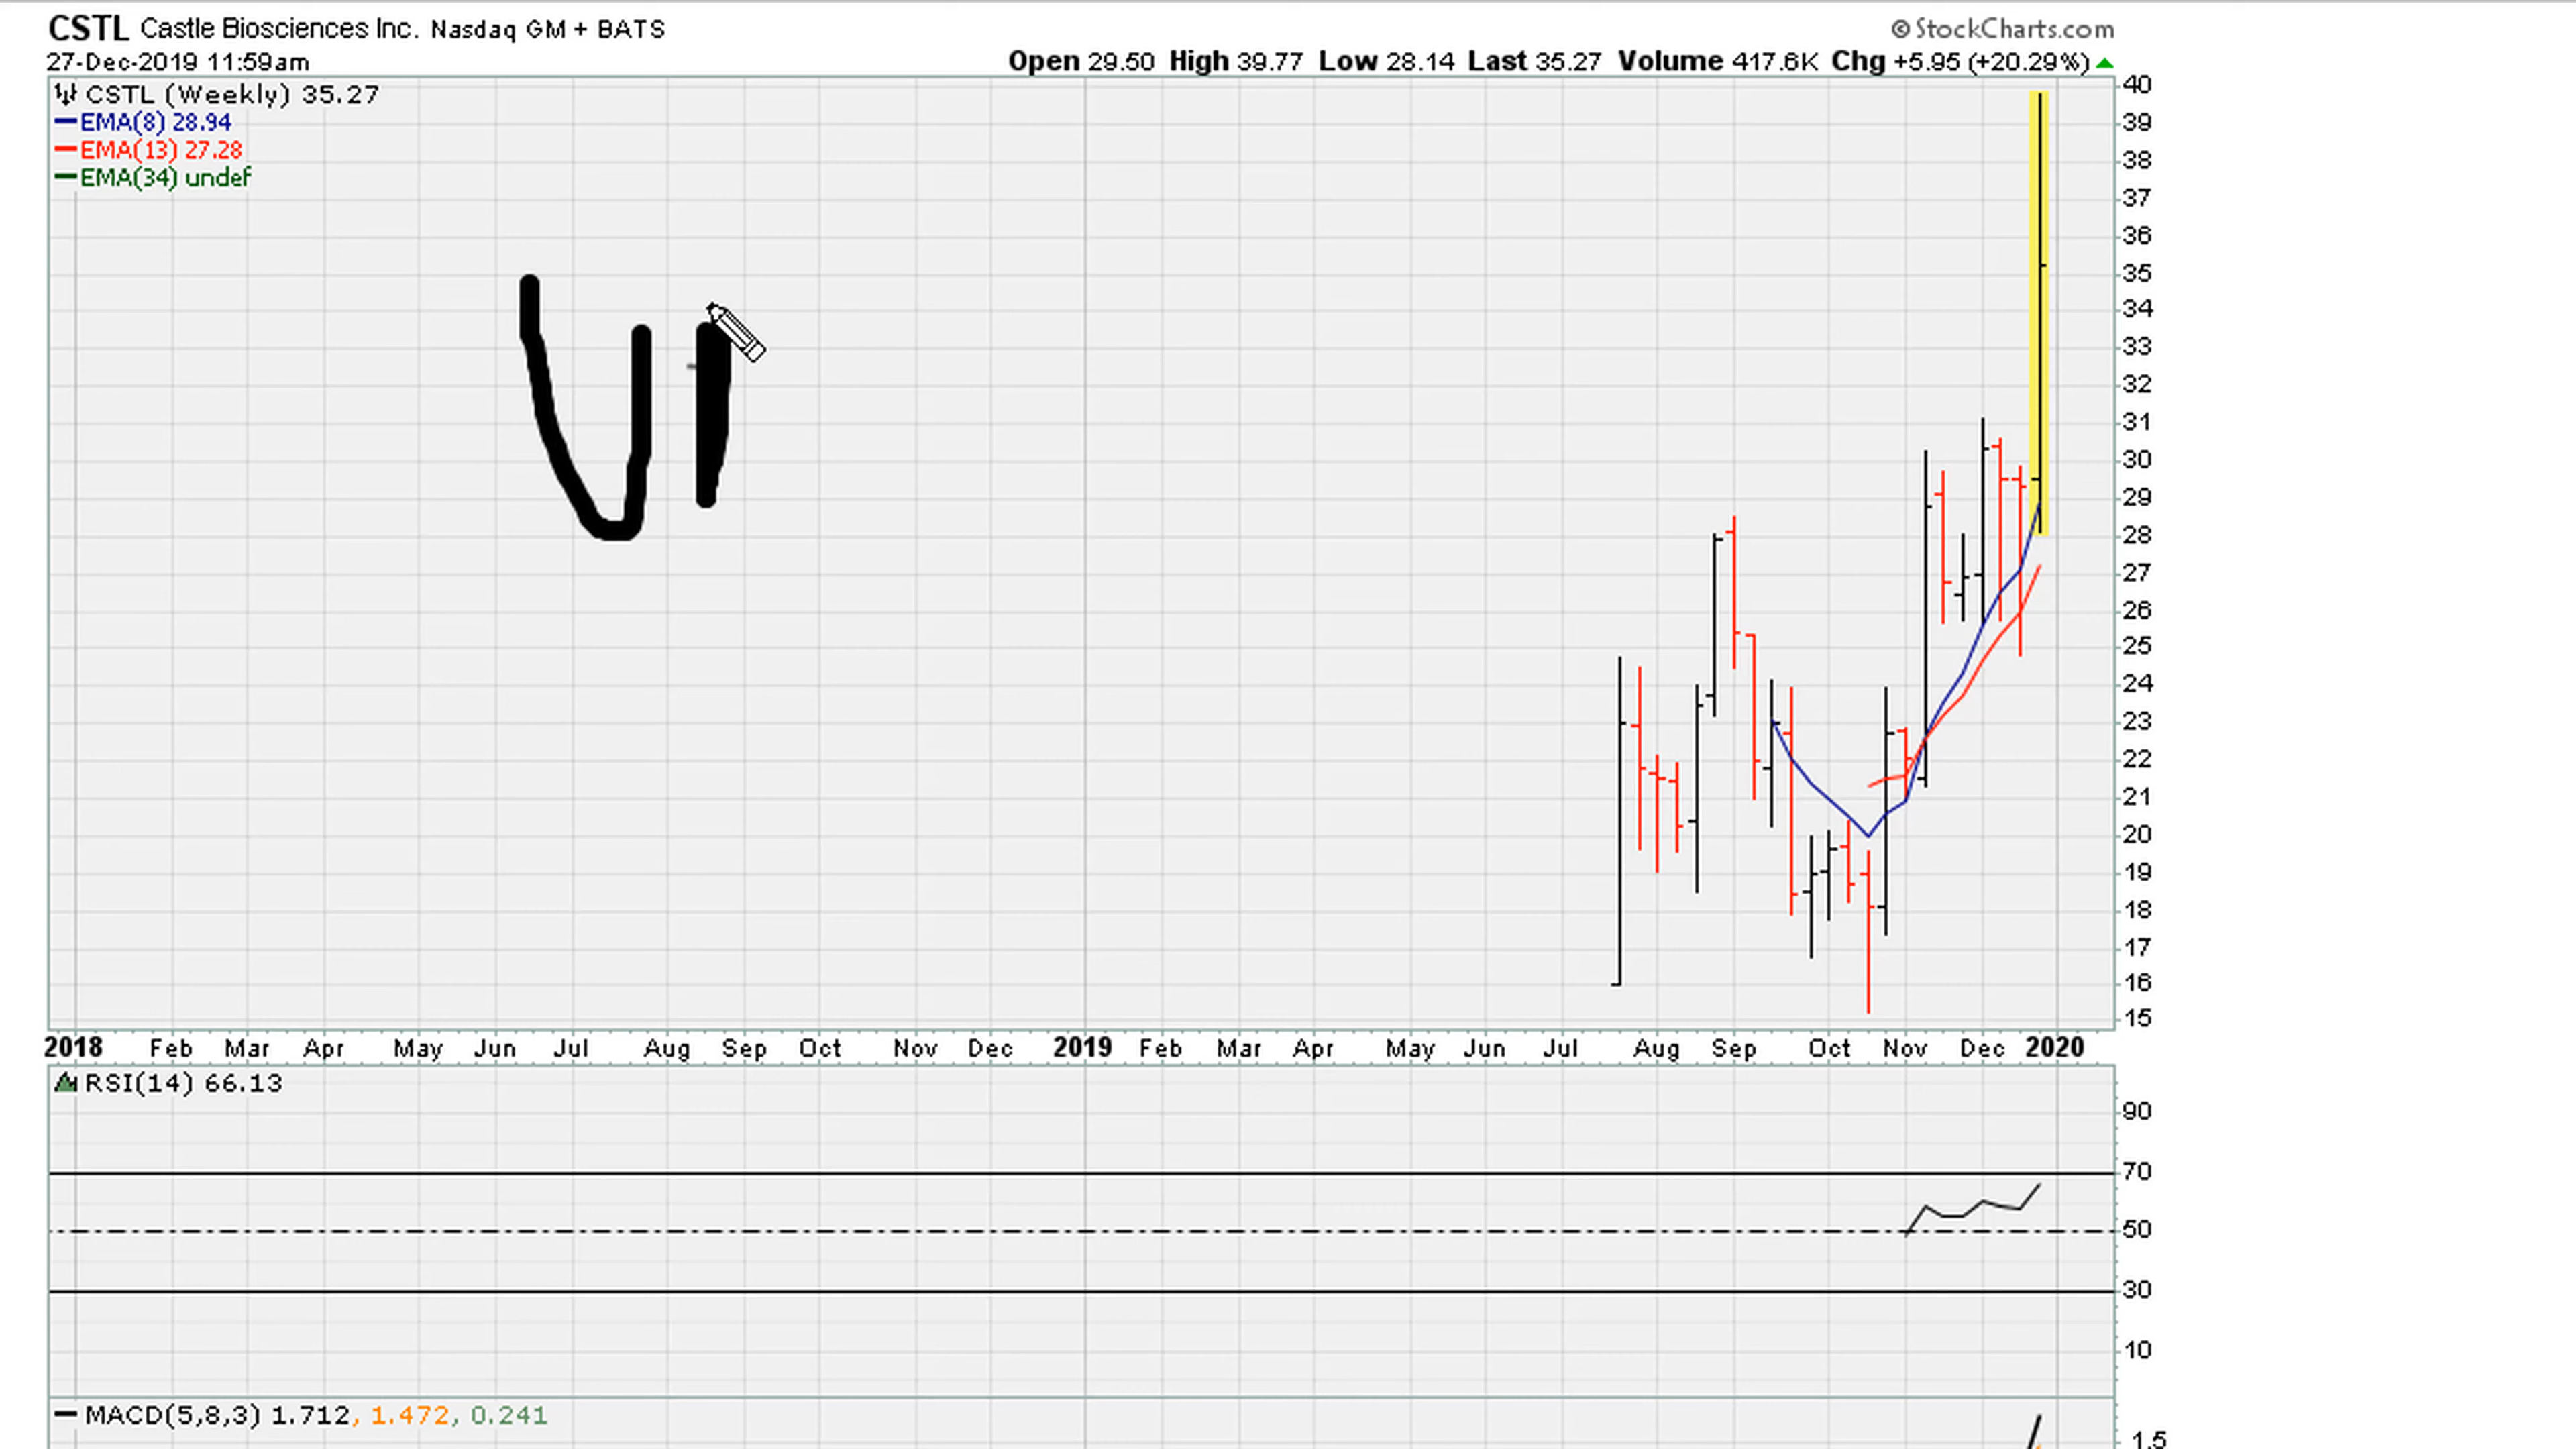 CSTL Castle Biosciences Inc. Nasdaq GM + BATS
© StockCharts.com
27-Dec-2019 11:59am
Open 29.50 High 39.77 Low 28.14 Last 35.27 Volume 417.6K Chg +5.95 (+20.29%)
CSTL (Weekly) 35.27
EMA(8) 28.94
EMA(13) 27.28
EMA(34) undef
40
39
38
37
36
35
34
33
32
31
30
29
28
27
26
25
24
23
22
21
20
19
18
17
16
15
2018 Feb Mar Apr May Jun Jul Aug Sep Oct Nov Dec 2019 Feb Mar Apr May Jun Jul Aug Sep Oct Nov Dec 2020
RSI(14) 66.13
90
70
50
30
10
MACD(5,8,3) 1.712, 1.472, 0.241
1.5